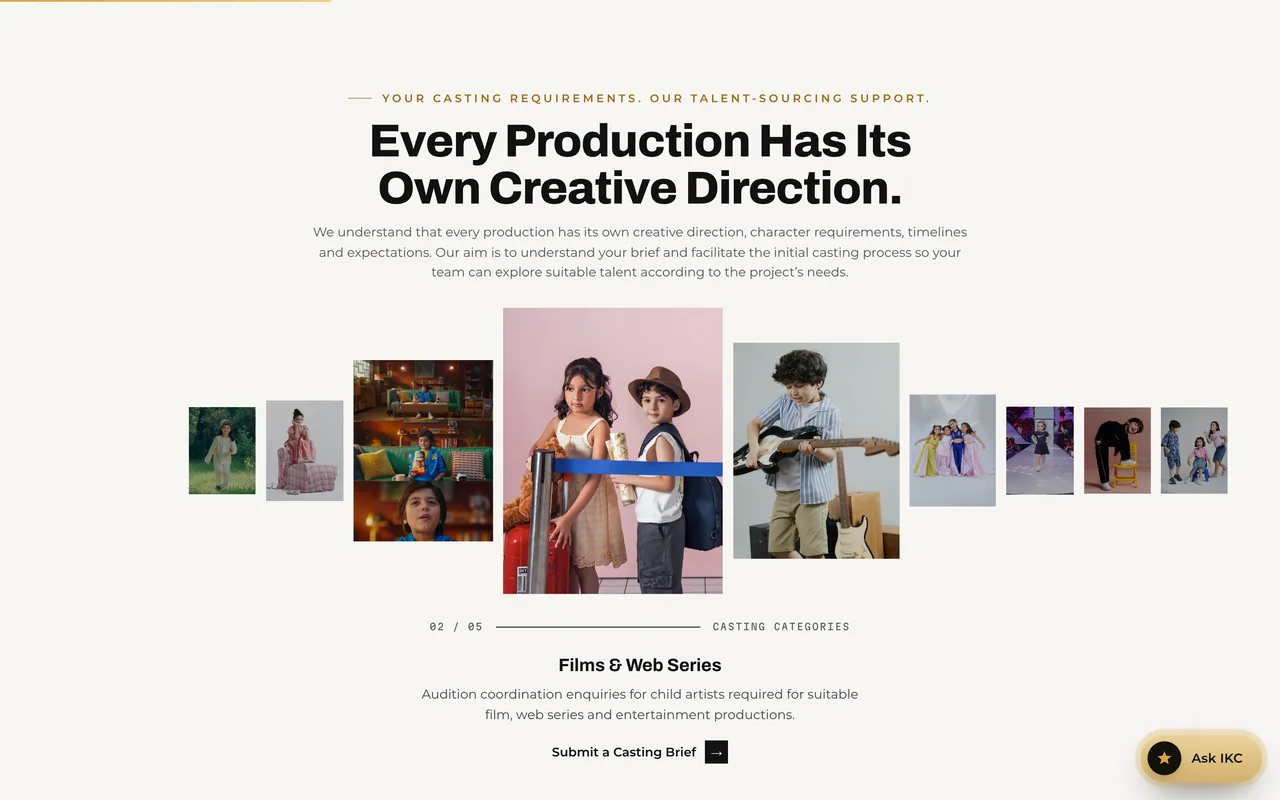 YOUR CASTING REQUIREMENTS. OUR TALENT-SOURCING SUPPORT.
Every Production Has Its
Own Creative Direction.
We understand that every production has its own creative direction, character requirements, timelines
and expectations. Our aim is to understand your brief and facilitate the initial casting process so your
team can explore suitable talent according to the project’s needs.
02 / 05
CASTING CATEGORIES
Films & Web Series
Audition coordination enquiries for child artists required for suitable
film, web series and entertainment productions.
Submit a Casting Brief →
Ask IKC